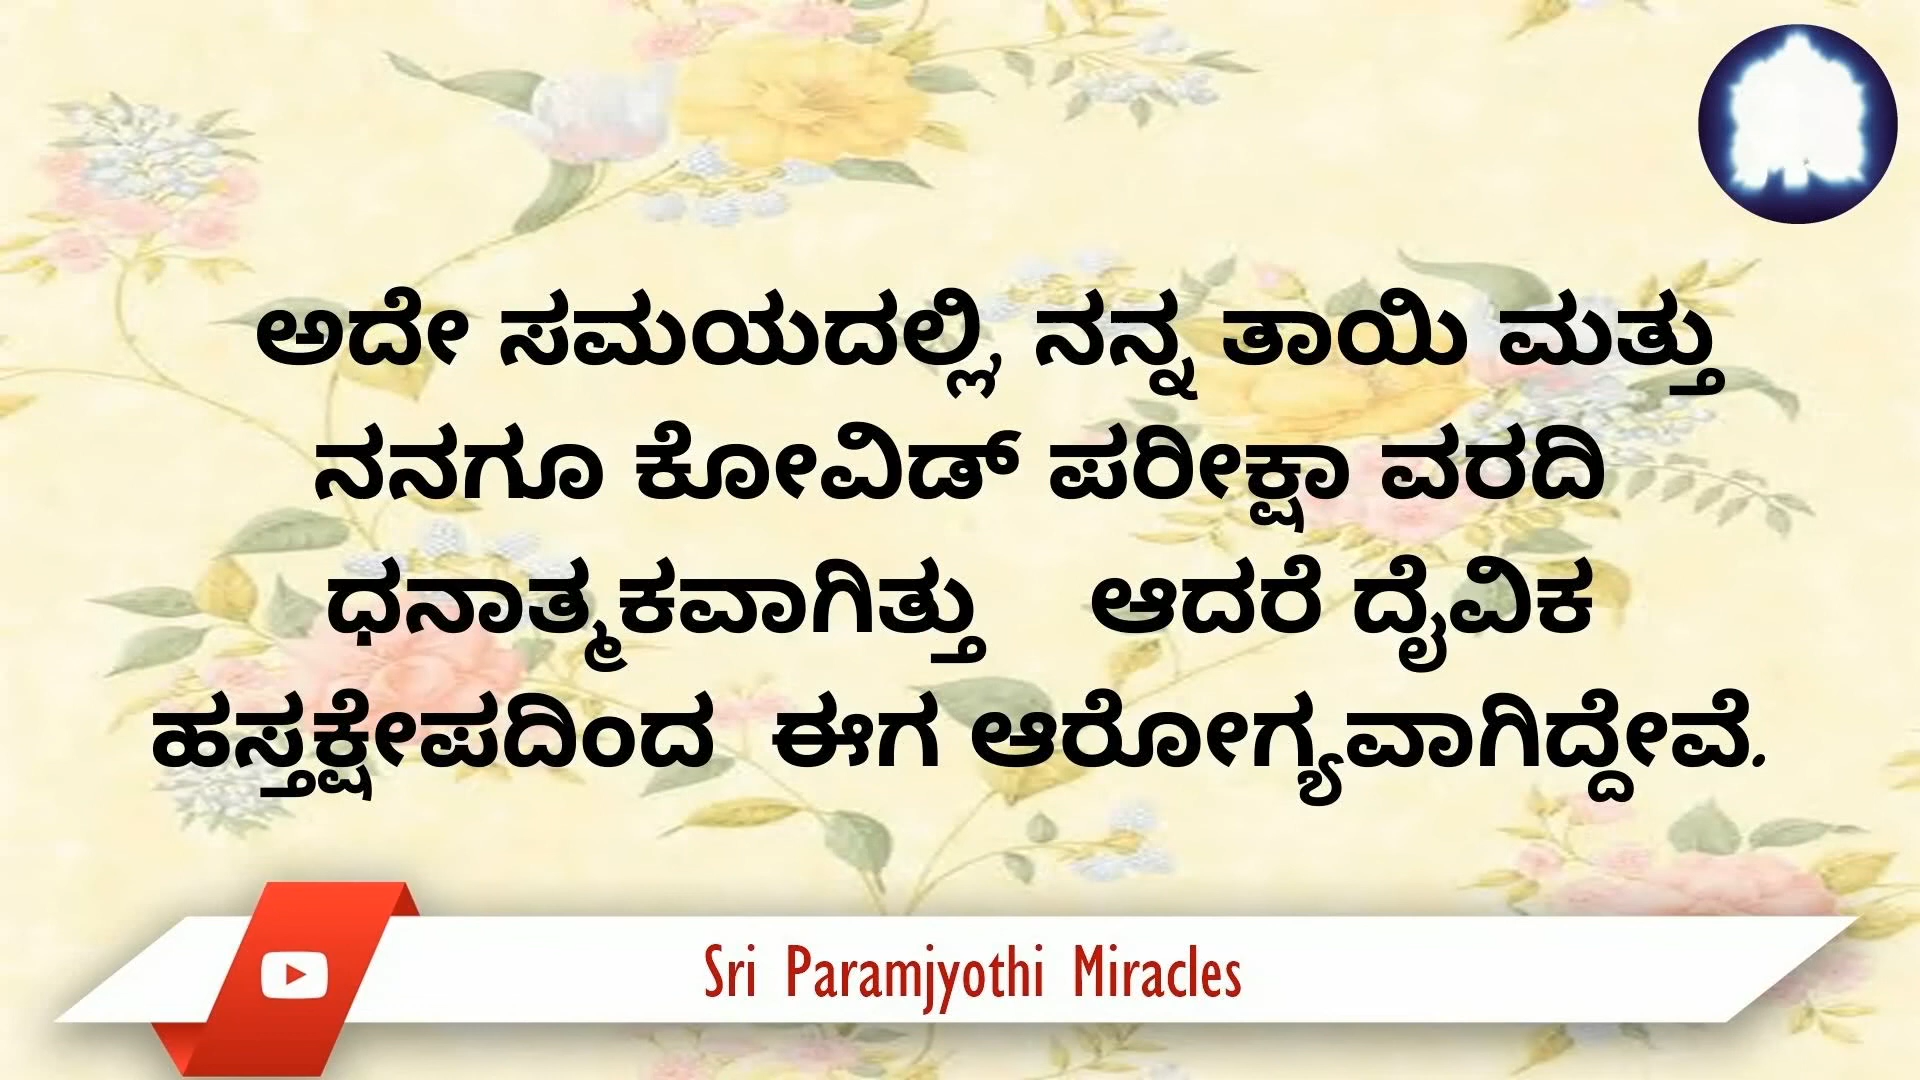 ಅದೇ ಸಮಯದಲ್ಲಿ, ನನ್ನ ತಾಯಿ ಮತ್ತು
ನನಗೂ ಕೋವಿಡ್ ಪರೀಕ್ಷಾ ವರದಿ
ಧನಾತ್ಮಕವಾಗಿತ್ತು ಆದರೆ ದೈವಿಕ
ಹಸ್ತಕ್ಷೇಪದಿಂದ ಈಗ ಆರೋಗ್ಯವಾಗಿದ್ದೇವೆ.
Sri Paramjyothi Miracles